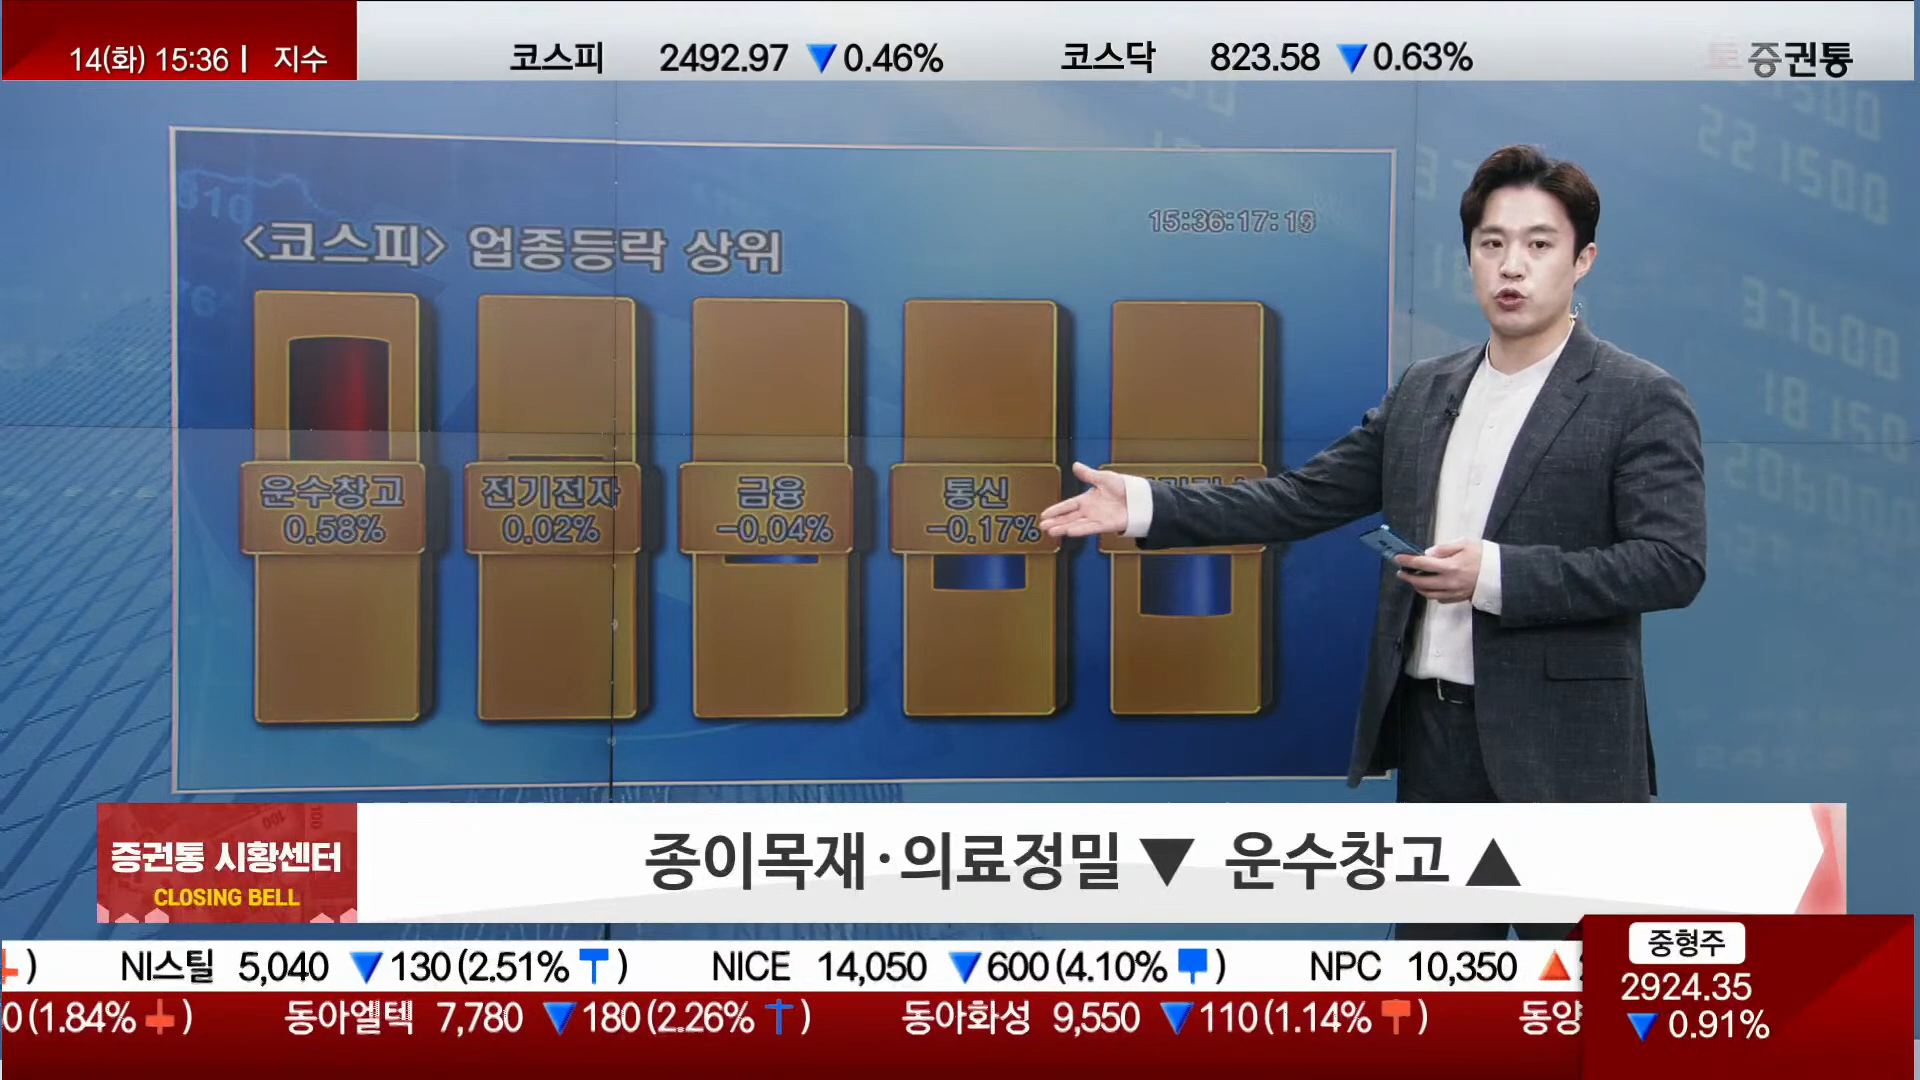 14(화) 15:36 | 지수
코스피 2492.97 ▼0.46% 코스닥 823.58 ▼0.63%
증권통
15:36:17:19
<코스피> 업종등락 상위
운수창고
0.58%
전기전자
0.02%
금융
-0.04%
통신
-0.17%
증권통 시황센터
CLOSING BELL
종이목재·의료정밀▼ 운수창고▲
) NI스틸 5,040 ▼130(2.51% ) NICE 14,050 ▼600(4.10% ) NPC 10,350 ▲
0(1.84% ) 동아엘텍 7,780 ▼180(2.26% ) 동아화성 9,550 ▼110(1.14% ) 동양
중형주
2924.35
▼ 0.91%